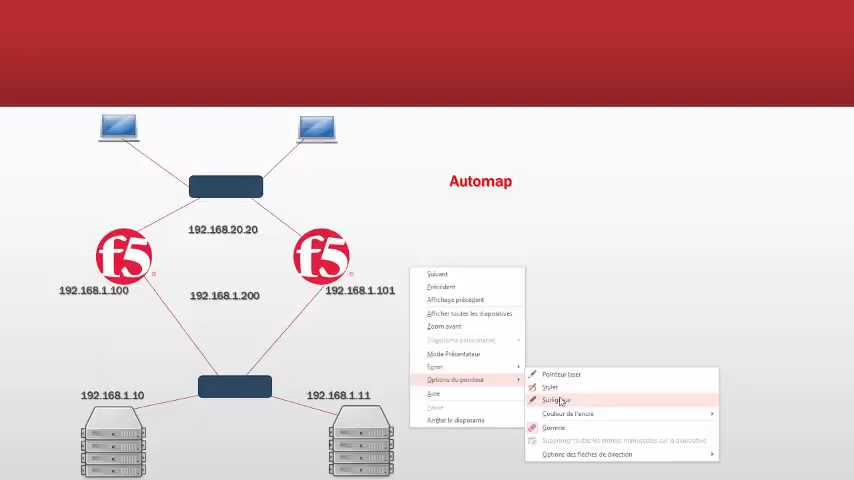 Automap
192.168.20.20
f5 f5
192.168.1.100 192.168.1.200 192.168.1.101
192.168.1.10 192.168.1.11
Suivant
Précédent
Affichage précédent
Afficher toutes les diapositives
Zoom avant
Diaporama personnalisé
Mode Présentateur
Écran
Options du pointeur
Aide
Pause
Arrêter le diaporama
Pointeur laser
Stylet
Surligneur
Couleur de l'encre
Gomme
Supprimer toutes les entrées manuscrites sur la diapositive
Options des flèches de direction